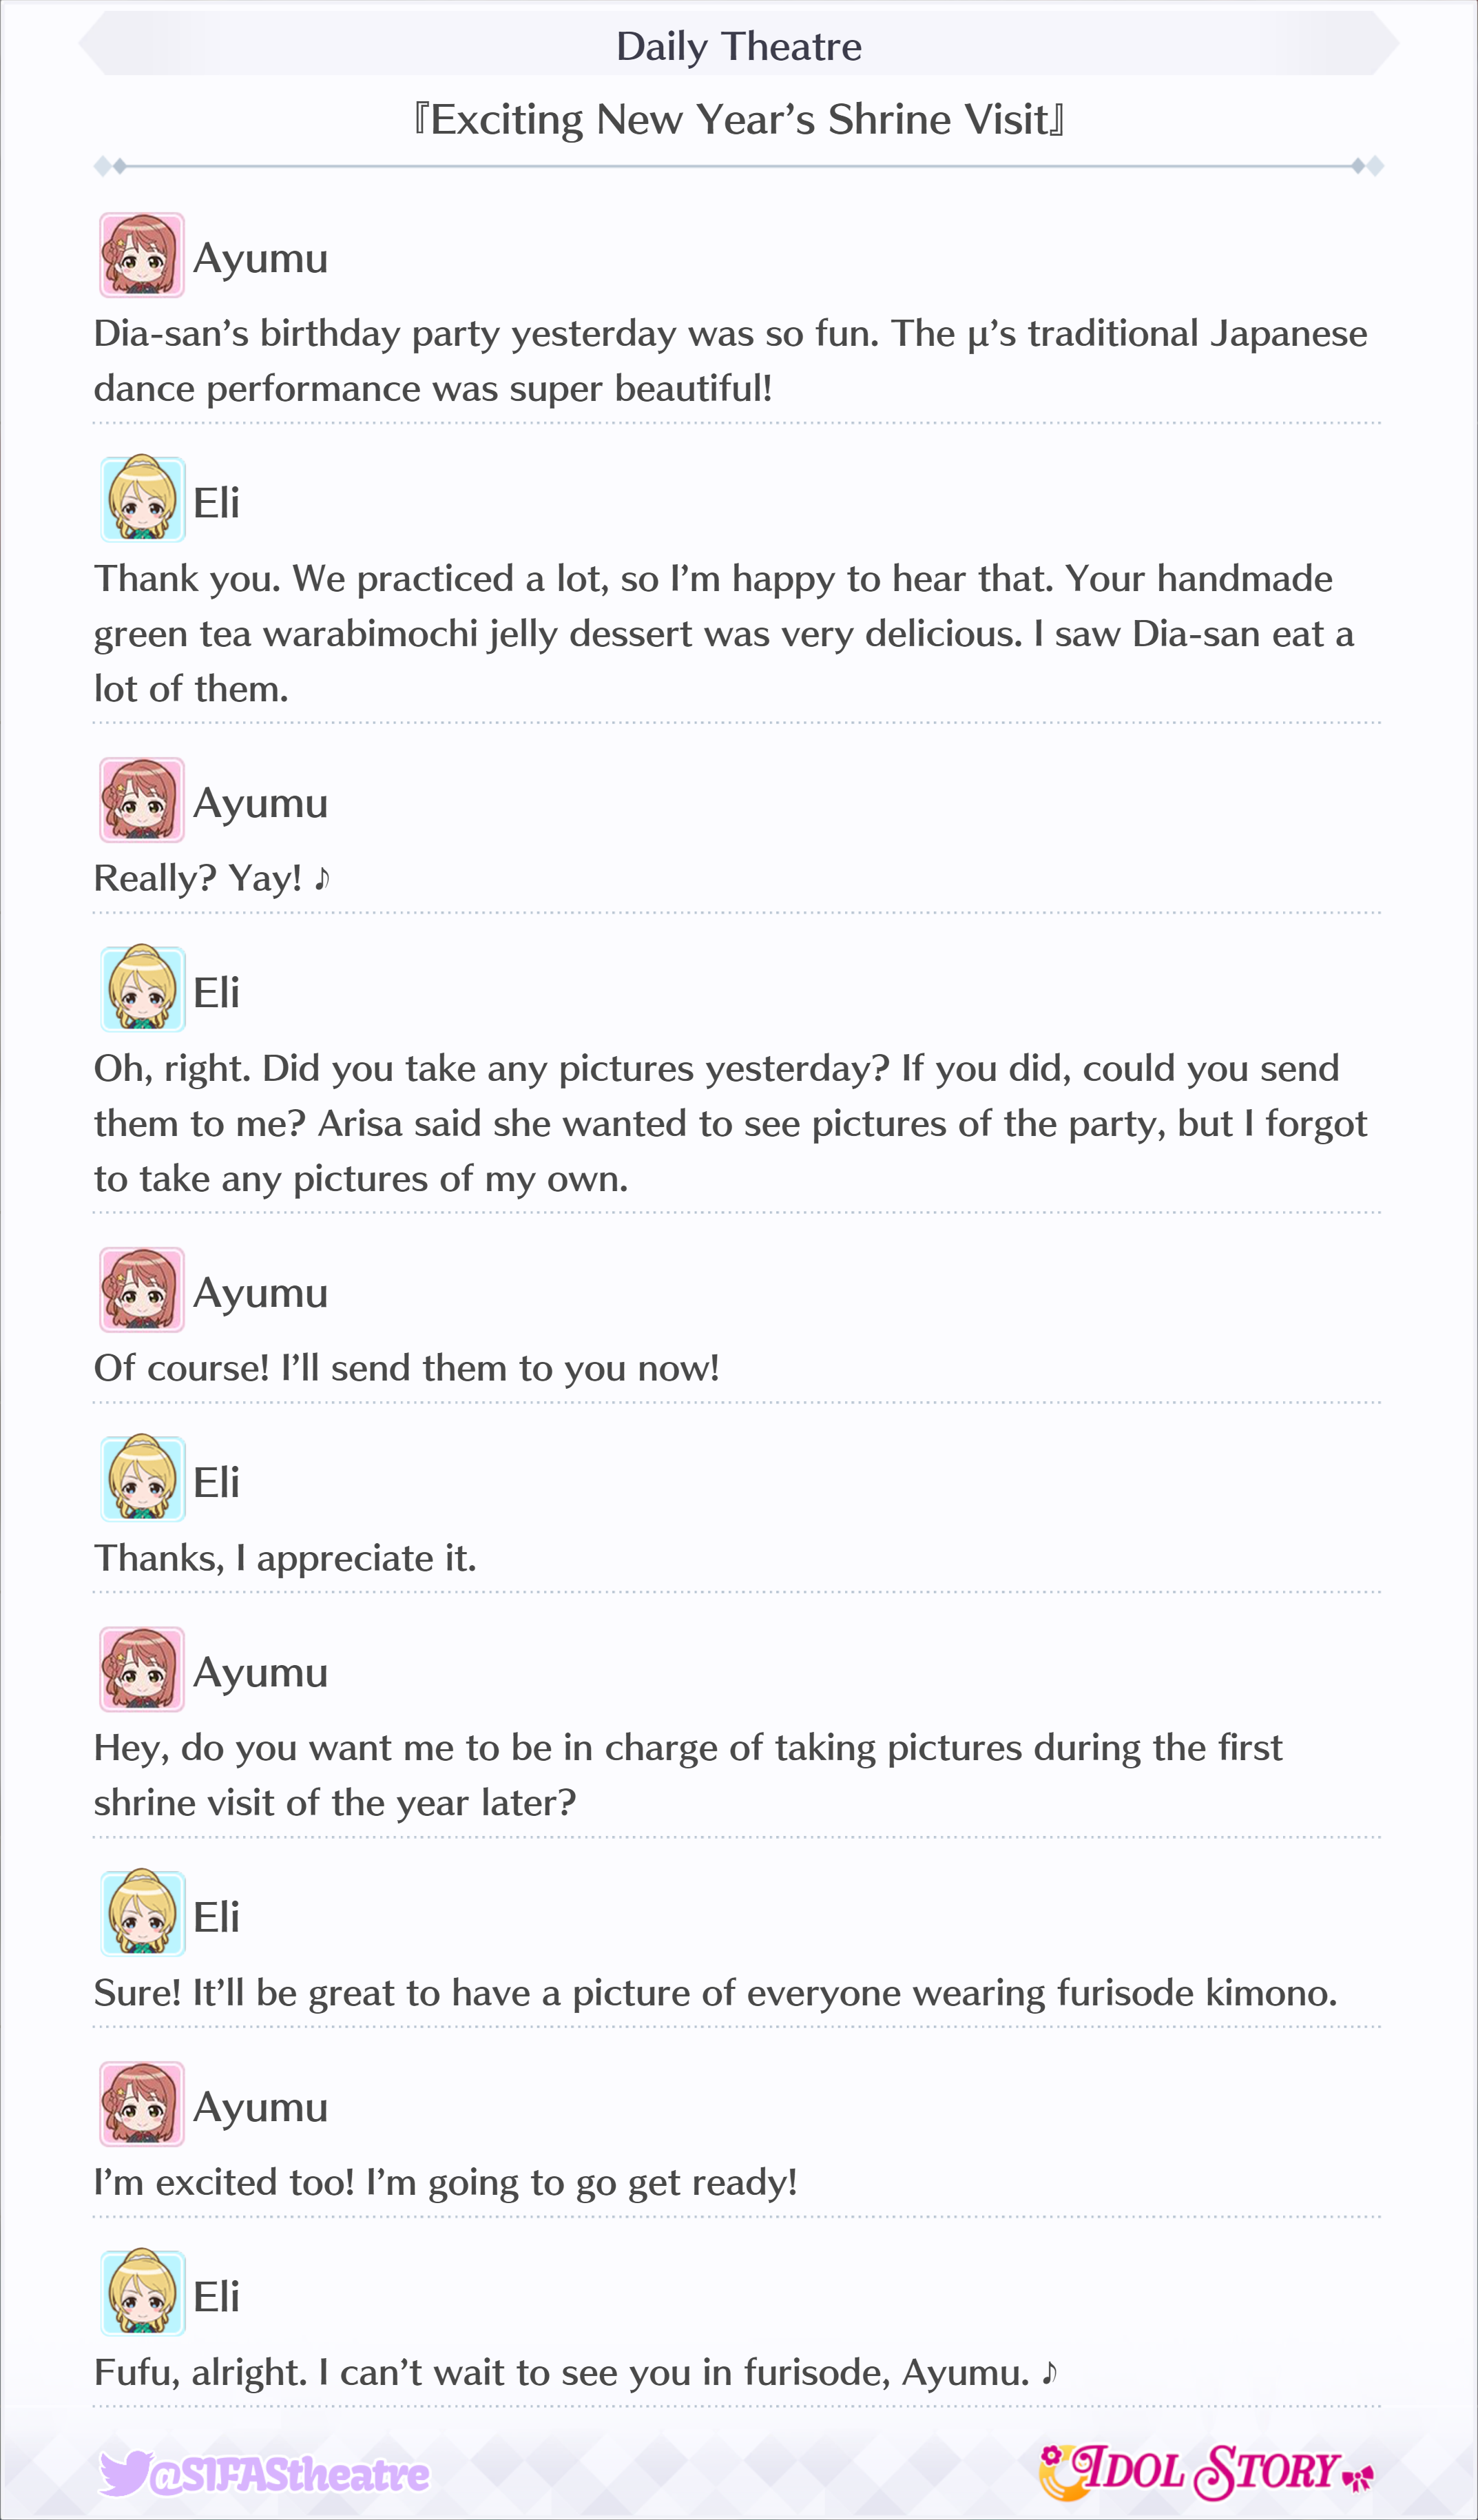 Daily Theatre
『Exciting New Year’s Shrine Visit』
Ayumu
Dia-san’s birthday party yesterday was so fun. The μ’s traditional Japanese
dance performance was super beautiful!
Eli
Thank you. We practiced a lot, so I’m happy to hear that. Your handmade
green tea warabimochi jelly dessert was very delicious. I saw Dia-san eat a
lot of them.
Ayumu
Really? Yay! ♪
Eli
Oh, right. Did you take any pictures yesterday? If you did, could you send
them to me? Arisa said she wanted to see pictures of the party, but I forgot
to take any pictures of my own.
Ayumu
Of course! I’ll send them to you now!
Eli
Thanks, I appreciate it.
Ayumu
Hey, do you want me to be in charge of taking pictures during the first
shrine visit of the year later?
Eli
Sure! It’ll be great to have a picture of everyone wearing furisode kimono.
Ayumu
I’m excited too! I’m going to go get ready!
Eli
Fufu, alright. I can’t wait to see you in furisode, Ayumu. ♪
@SIFAStheatre
IDOL STORY